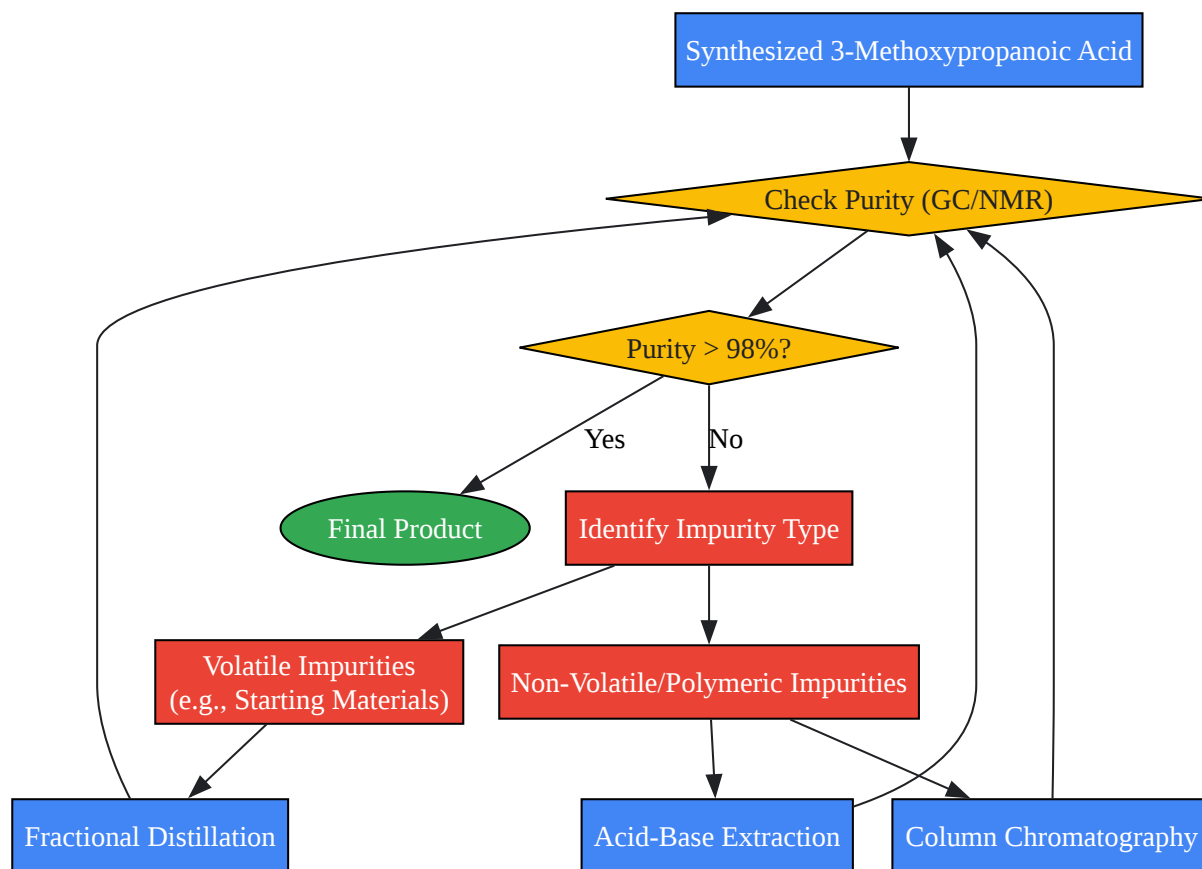 Synthesized 3-Methoxypropanoic Acid
Check Purity (GC/NMR)
Purity > 98%?
Yes
No
Final Product
Identify Impurity Type
Volatile Impurities
(e.g., Starting Materials)
Non-Volatile/Polymeric Impurities
Fractional Distillation
Acid-Base Extraction
Column Chromatography